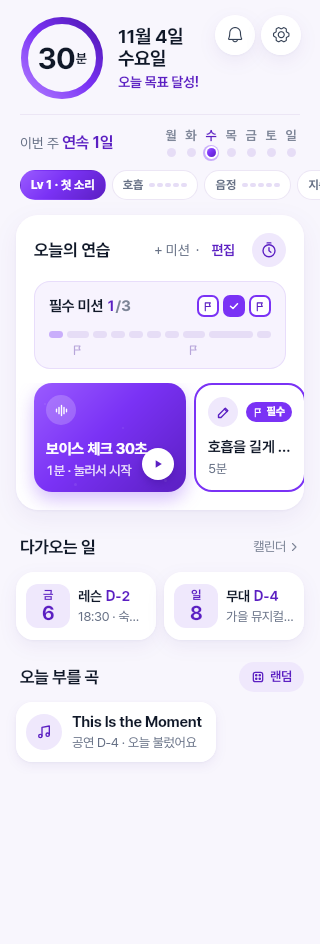 30분
11월 4일
수요일
오늘 목표 달성!
이번 주 연속 1일
월 화 수 목 금 토 일
Lv 1 · 첫 소리
호흡
음정
오늘의 연습
+ 미션 · 편집
필수 미션 1/3
보이스 체크 30초
1분 · 눌러서 시작
필수
호흡을 길게 ...
5분
다가오는 일
캘린더
금
6
레슨 D-2
18:30 · 숙...
일
8
무대 D-4
가을 뮤지컬...
오늘 부를 곡
랜덤
This Is the Moment
공연 D-4 · 오늘 불렀어요